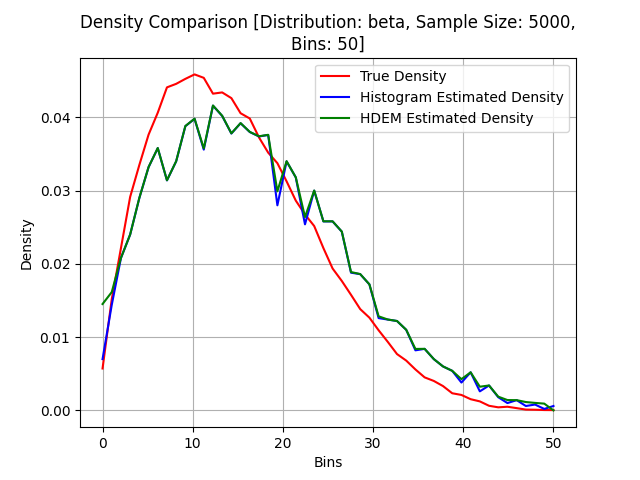 Density Comparison [Distribution: beta, Sample Size: 5000,
Bins: 50]
True Density
Histogram Estimated Density
HDEM Estimated Density
Density
0.04
0.03
0.02
0.01
0.00
0 10 20 30 40 50
Bins